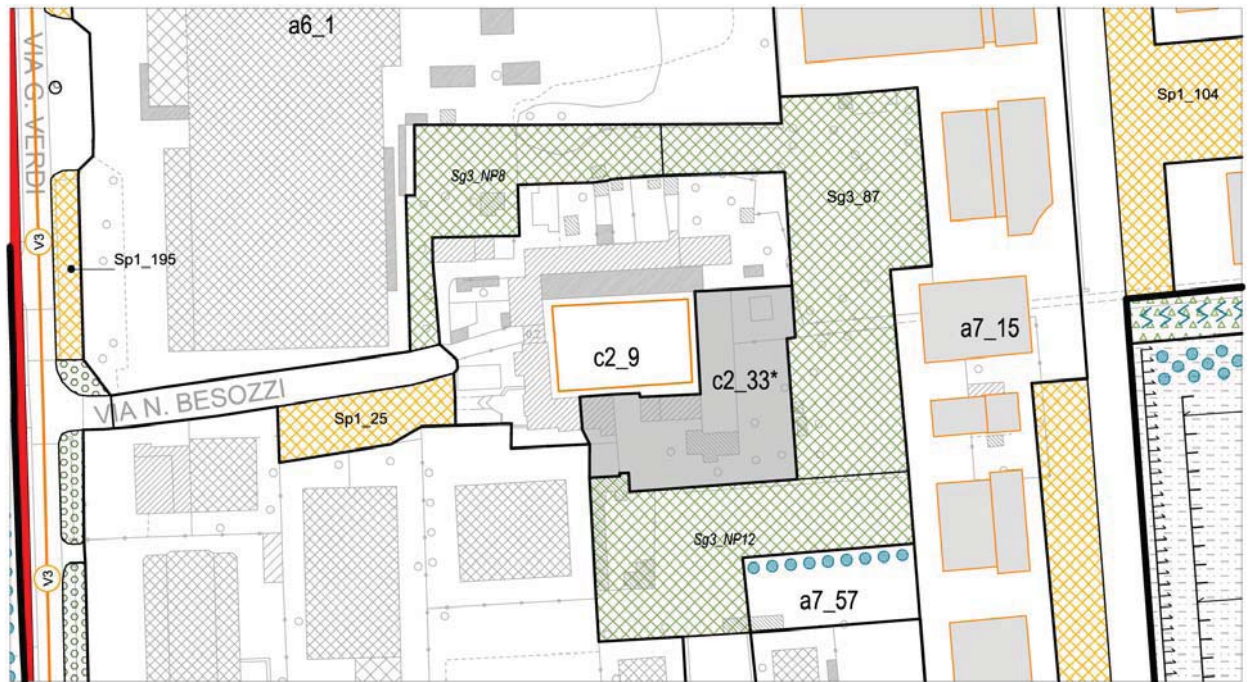 a6_1
VIA G. VERDI
Sp1_104
Sg3_NP8
Sg3_87
V3
Sp1_195
a7_15
c2_9
c2_33*
VIA N. BESOZZI
Sp1_25
Sg3_NP12
V3
a7_57